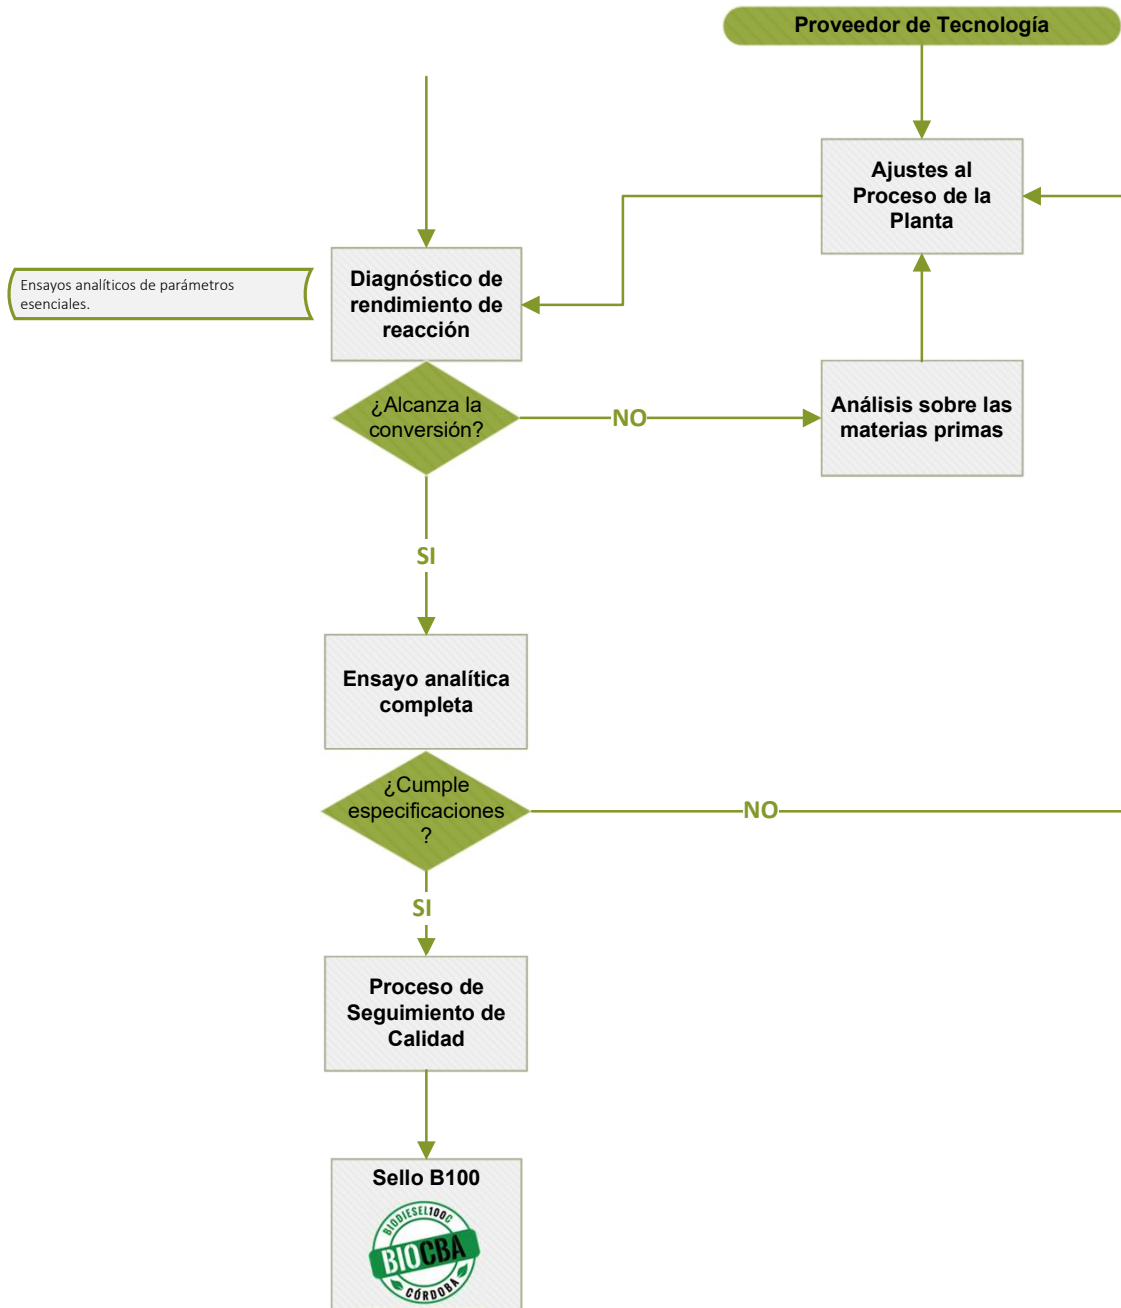 Proveedor de Tecnología
Ajustes al
Proceso de la
Planta
Diagnóstico de
rendimiento de
reacción
Ensayos analíticos de parámetros
esenciales.
¿Alcanza la
conversión?
NO
Análisis sobre las
materias primas
SI
Ensayo analítica
completa
¿Cumple
especificaciones
?
NO
SI
Proceso de
Seguimiento de
Calidad
Sello B100
BIODIESEL100C
BIOCBA
CÓRDOBA